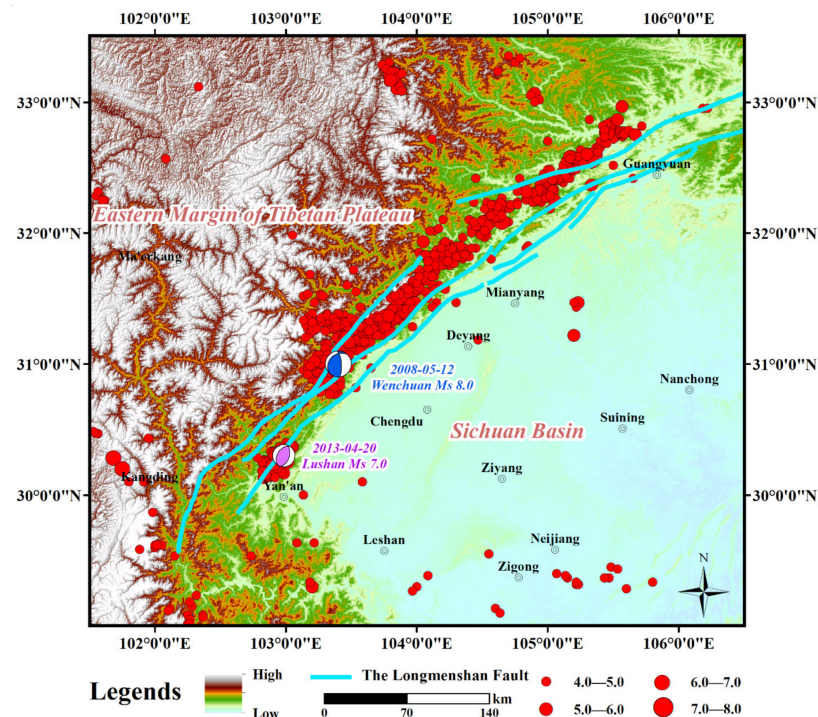 102°0'0"E 103°0'0"E 104°0'0"E 105°0'0"E 106°0'0"E
33°0'0"N 33°0'0"N
Guangyuan
Eastern Margin of Tibetan Plateau
32°0'0"N 32°0'0"N
Ma'erkang
Mianyang
Deyang
31°0'0"N 31°0'0"N
2008-05-12
Wenchuan Ms 8.0
Nanchong
Chengdu
Suining
Sichuan Basin
2013-04-20
Lushan Ms 7.0
Kangding
Ziyang
Yan'an
30°0'0"N 30°0'0"N
Leshan
Neijiang
Zigong
N
102°0'0"E 103°0'0"E 104°0'0"E 105°0'0"E 106°0'0"E
Legends
High
Low
The Longmenshan Fault
km
0 70 140
4.0—5.0
5.0—6.0
6.0—7.0
7.0—8.0